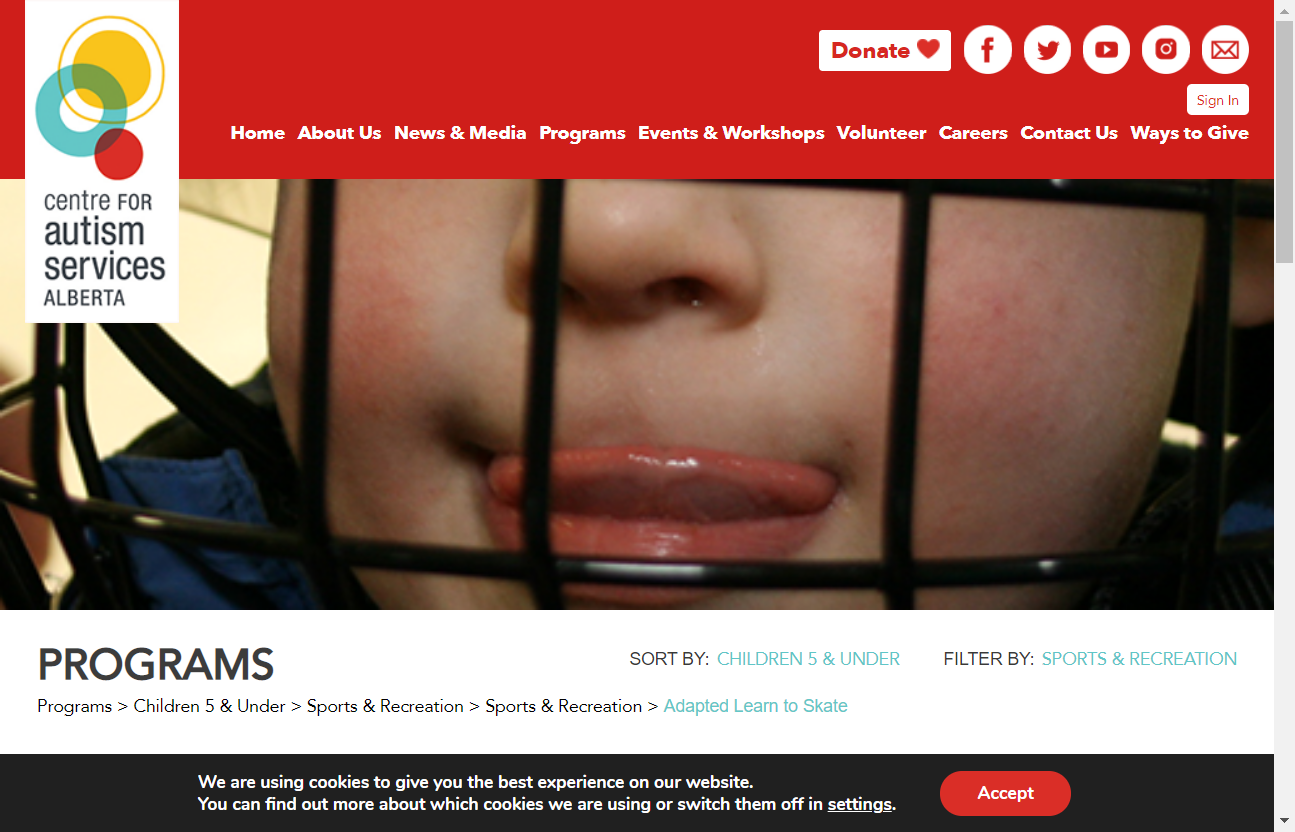 Donate
Sign In
Home About Us News & Media Programs Events & Workshops Volunteer Careers Contact Us Ways to Give
centre FOR
autism
services
ALBERTA
PROGRAMS
SORT BY: CHILDREN 5 & UNDER
FILTER BY: SPORTS & RECREATION
Programs > Children 5 & Under > Sports & Recreation > Sports & Recreation > Adapted Learn to Skate
We are using cookies to give you the best experience on our website.
You can find out more about which cookies we are using or switch them off in settings.
Accept